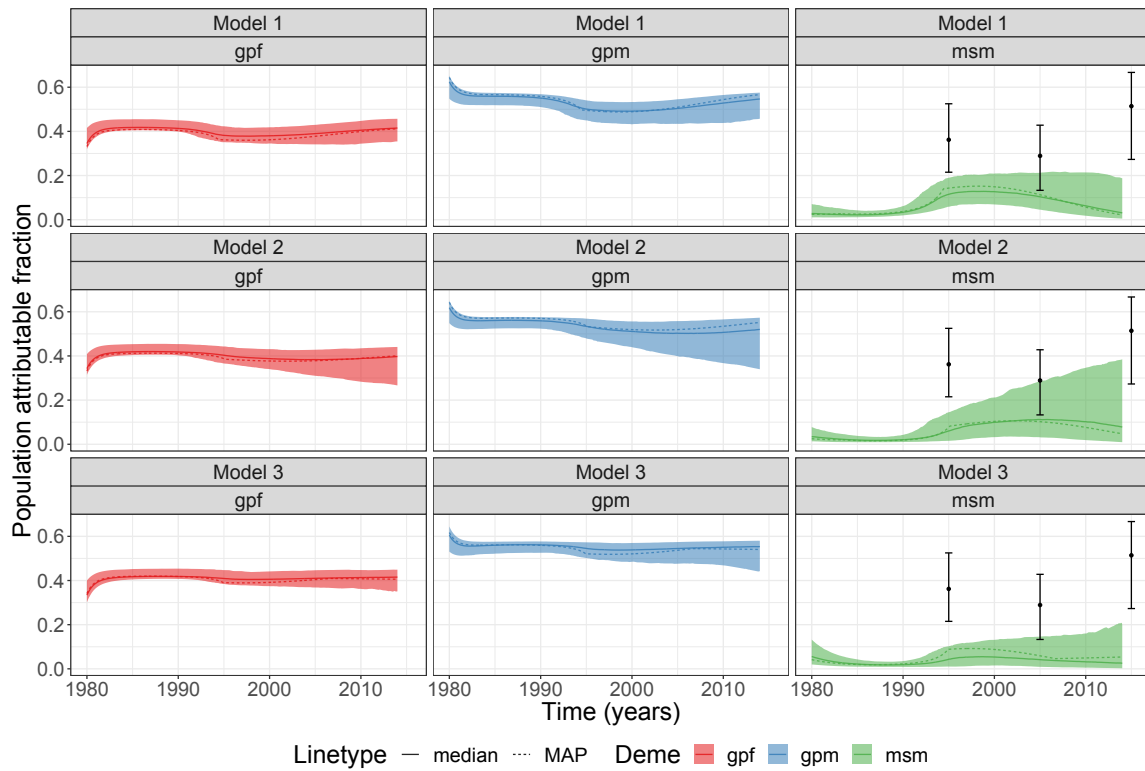 Model 1 Model 1 Model 1
gpf gpm msm
0.6
0.4
0.2
0.0
Model 2 Model 2 Model 2
gpf gpm msm
0.6
0.4
0.2
0.0
Model 3 Model 3 Model 3
gpf gpm msm
0.6
0.4
0.2
0.0
Population attributable fraction
1980 1990 2000 2010 1980 1990 2000 2010 1980 1990 2000 2010
Time (years)
Linetype median MAP Deme gpf gpm msm